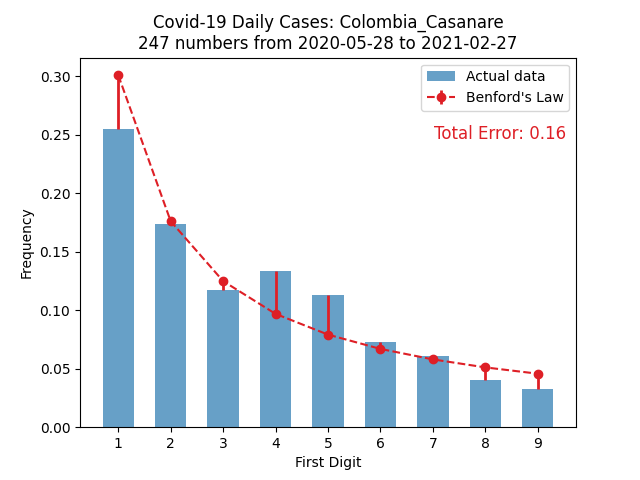 Covid-19 Daily Cases: Colombia_Casanare
247 numbers from 2020-05-28 to 2021-02-27
Actual data
Benford's Law
Total Error: 0.16
Frequency
0.30
0.25
0.20
0.15
0.10
0.05
0.00
1 2 3 4 5 6 7 8 9
First Digit